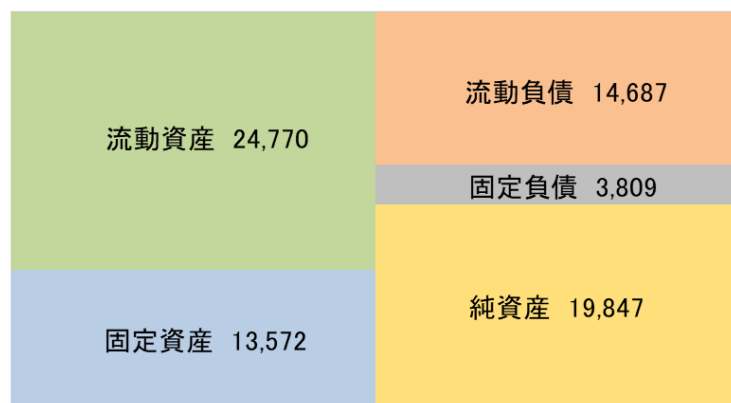 流動資産 24,770
固定資産 13,572
流動負債 14,687
固定負債 3,809
純資産 19,847